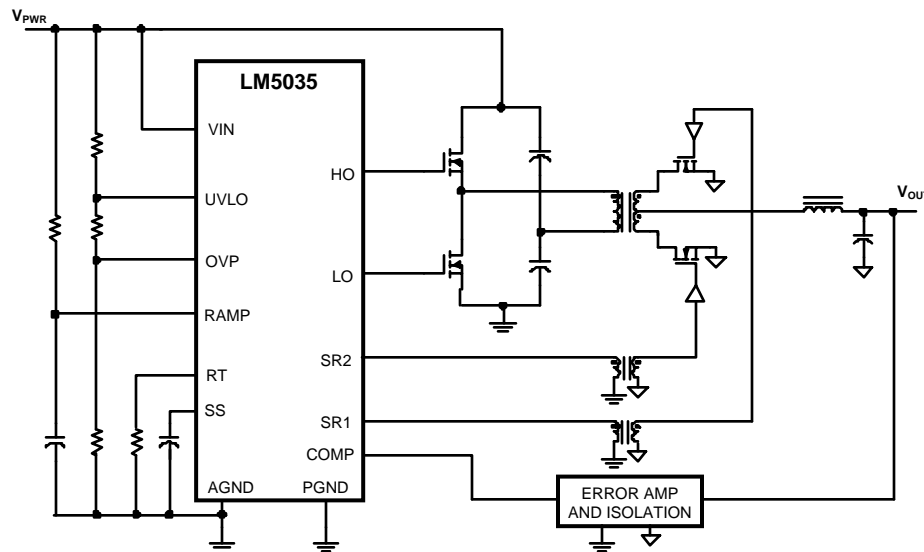 VPWR
LM5035
VIN
UVLO
OVP
RAMP
RT
SS
AGND
PGND
HO
LO
SR2
SR1
COMP
VOUT
ERROR AMP
AND ISOLATION